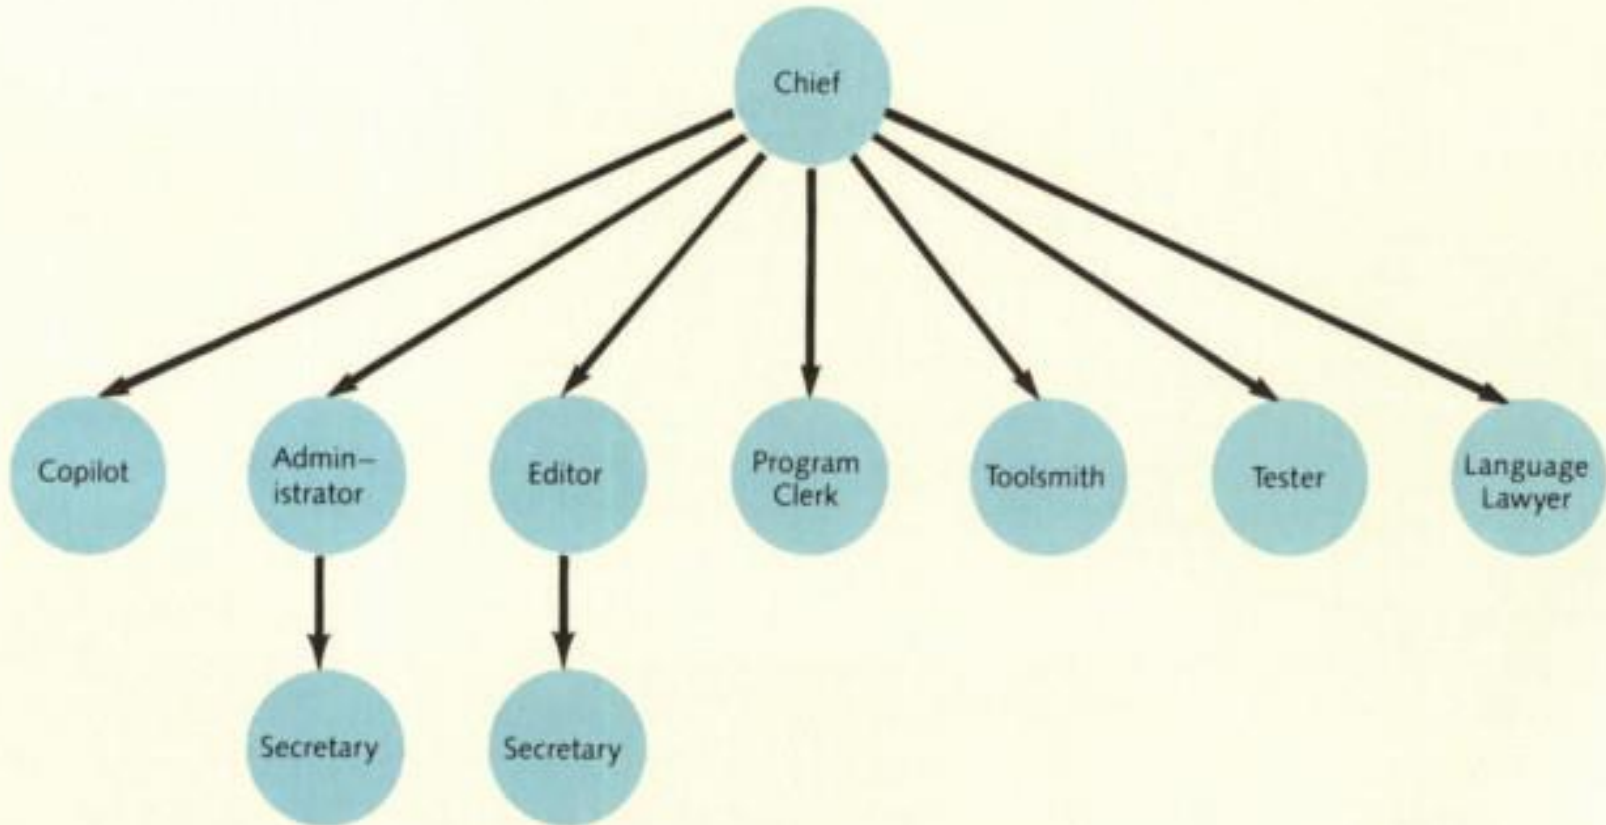 Chief
Copilot
Admin–
istrator
Editor
Program
Clerk
Toolsmith
Tester
Language
Lawyer
Secretary
Secretary